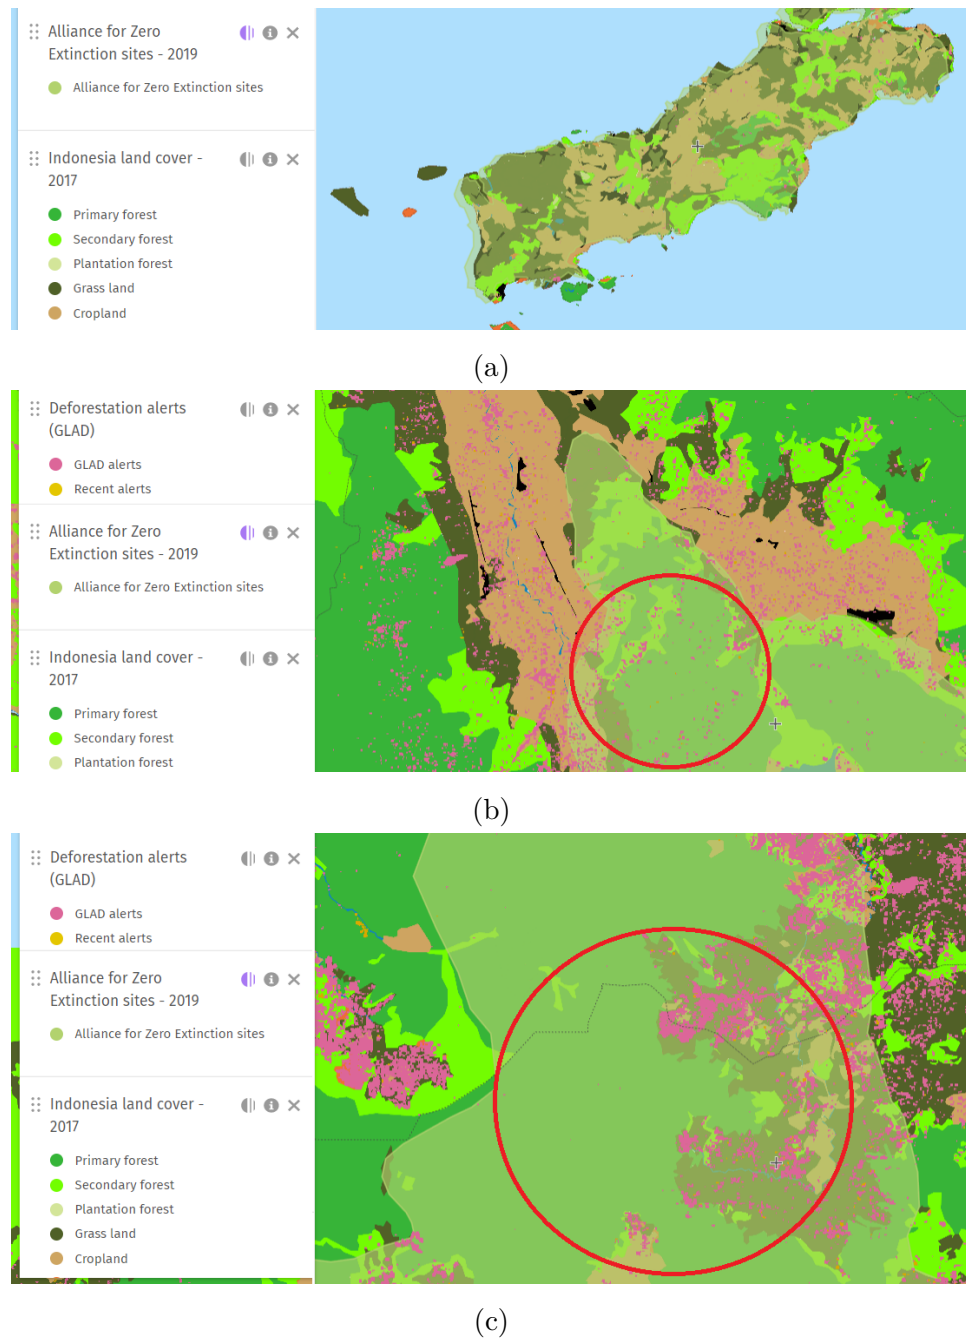 Alliance for Zero
Extinction sites - 2019
Alliance for Zero Extinction sites
Indonesia land cover -
2017
Primary forest
Secondary forest
Plantation forest
Grass land
Cropland
(a)
Deforestation alerts
(GLAD)
GLAD alerts
Recent alerts
Alliance for Zero
Extinction sites - 2019
Alliance for Zero Extinction sites
Indonesia land cover -
2017
Primary forest
Secondary forest
Plantation forest
(b)
Deforestation alerts
(GLAD)
GLAD alerts
Recent alerts
Alliance for Zero
Extinction sites - 2019
Alliance for Zero Extinction sites
Indonesia land cover -
2017
Primary forest
Secondary forest
Plantation forest
Grass land
Cropland
(c)